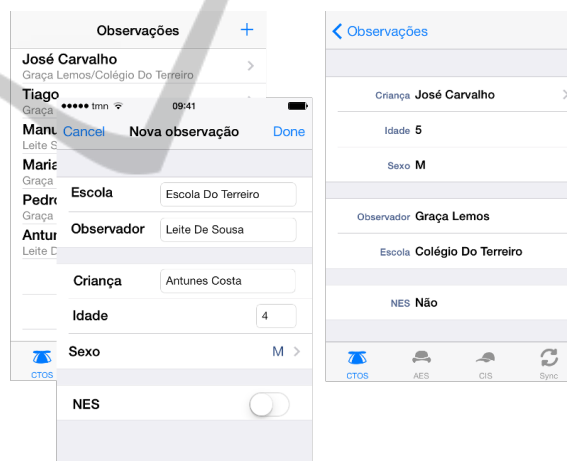 Observações +
José Carvalho
Graça Lemos/Colégio Do Terreiro
Tiago
Graça
Manu
Leite S
Maria
Graça
Pedro
Graça
Antur
Leite D
CTOS
tmn 09:41
Cancel Nova observação Done
Escola Escola Do Terreiro
Observador Leite De Sousa
Criança Antunes Costa
Idade 4
Sexo M
NES
Observações
Criança José Carvalho
Idade 5
Sexo M
Observador Graça Lemos
Escola Colégio Do Terreiro
NES Não
CTOS AES CIS Sync